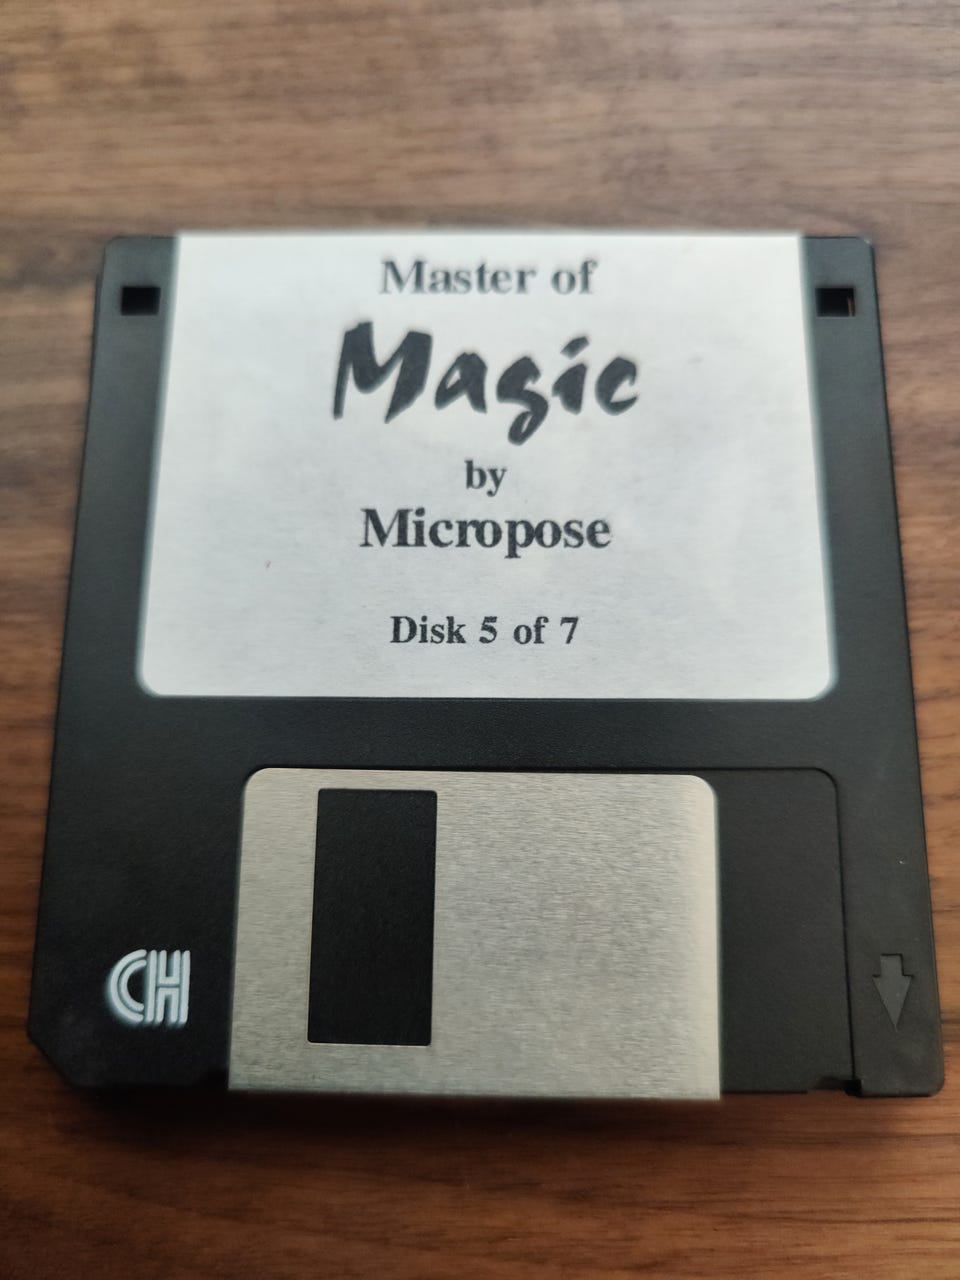 Master of
Magic
by
Micropose
Disk 5 of 7
CH